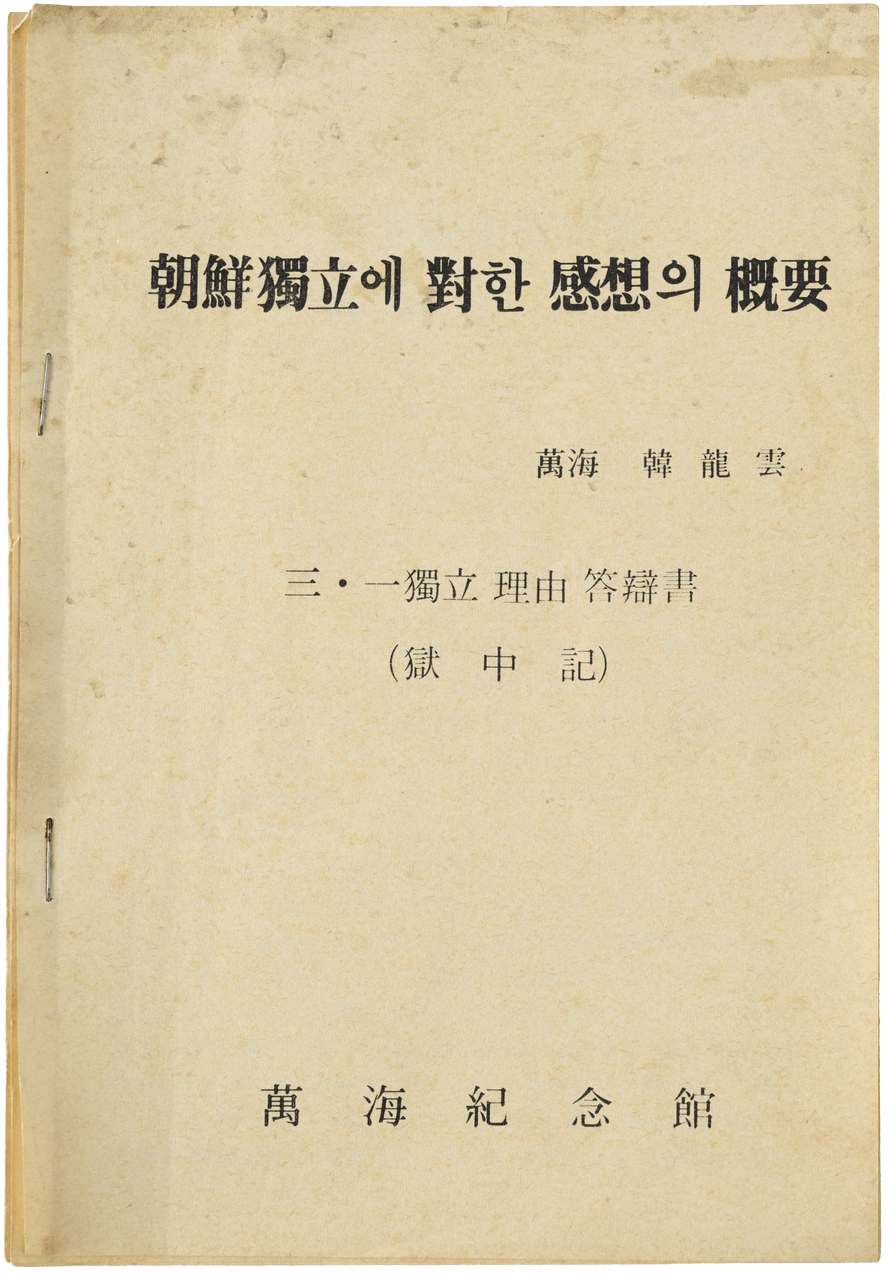 朝鮮獨立에 對한 感想의 概要
萬海 韓龍雲
三·一獨立 理由 答辯書
(獄中記)
萬海紀念館